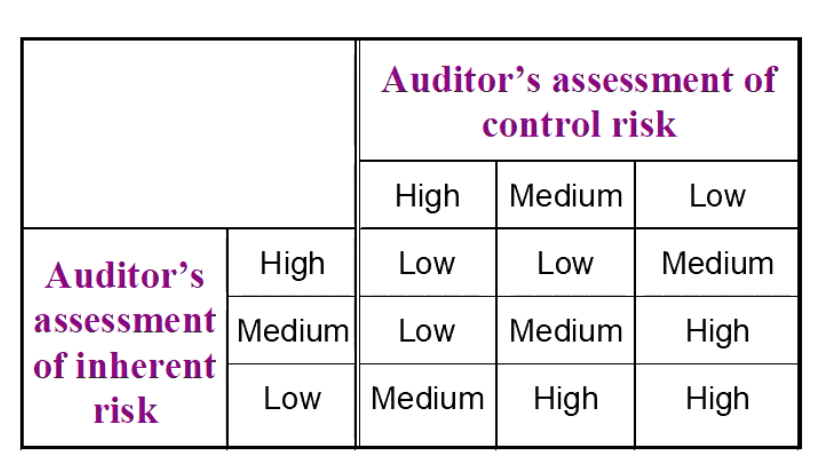 Auditor's assessment of
control risk
High Medium Low
Auditor's
assessment
of inherent
risk
High Low Low Medium
Medium Low Medium High
Low Medium High High